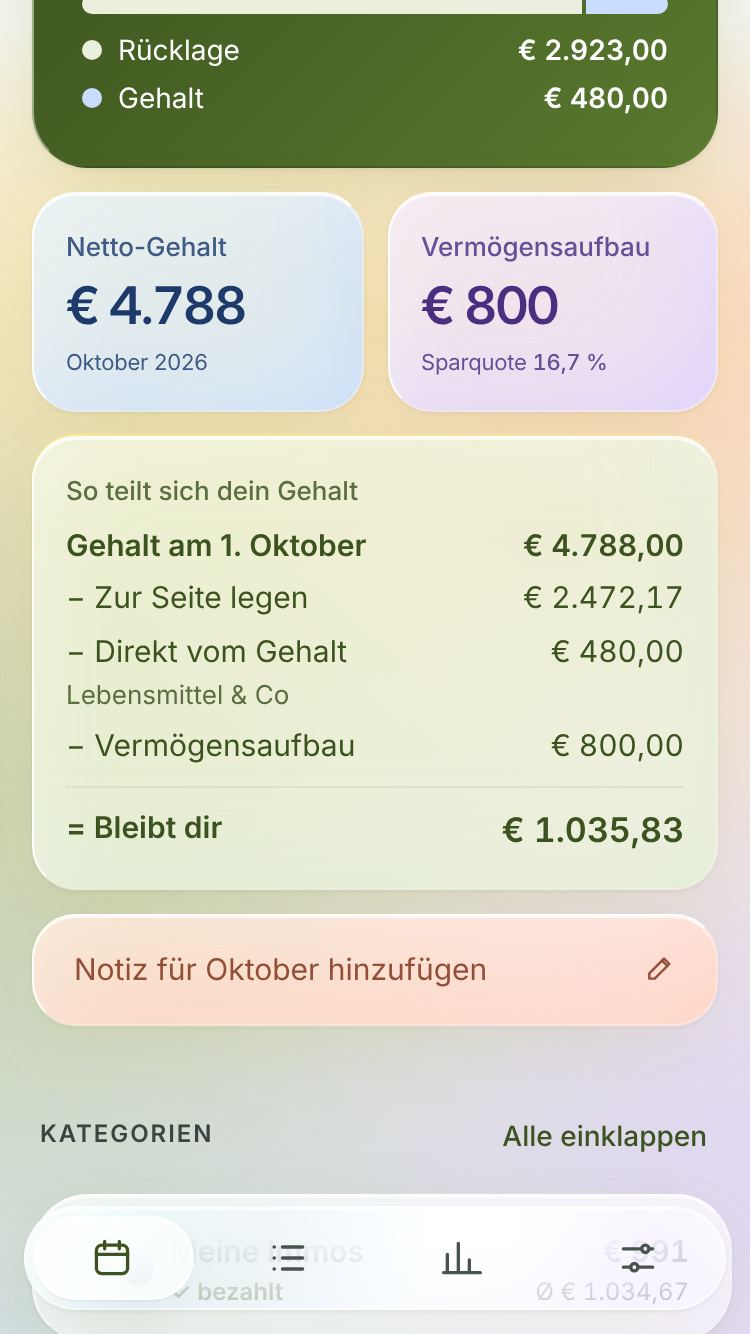 Rücklage € 2.923,00
Gehalt € 480,00
Netto-Gehalt
€ 4.788
Oktober 2026
Vermögensaufbau
€ 800
Sparquote 16,7 %
So teilt sich dein Gehalt
Gehalt am 1. Oktober € 4.788,00
– Zur Seite legen € 2.472,17
– Direkt vom Gehalt € 480,00
Lebensmittel & Co
– Vermögensaufbau € 800,00
= Bleibt dir € 1.035,83
Notiz für Oktober hinzufügen
KATEGORIEN Alle einklappen
Meine
✓ bezahlt Ø € 1.034,67